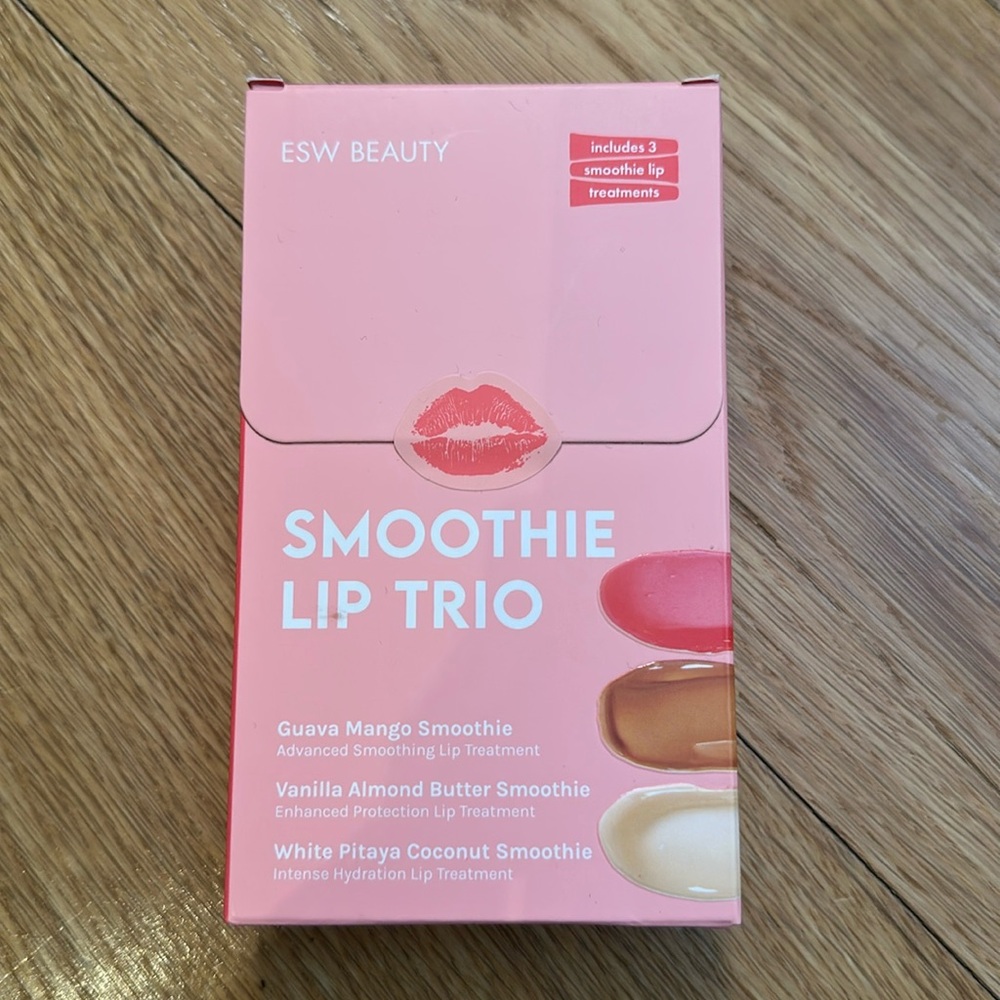 ESW BEAUTY
includes 3
smoothie lip
treatments
SMOOTHIE
LIP TRIO
Guava Mango Smoothie
Advanced Smoothing Lip Treatment
Vanilla Almond Butter Smoothie
Enhanced Protection Lip Treatment
White Pitaya Coconut Smoothie
Intense Hydration Lip Treatment